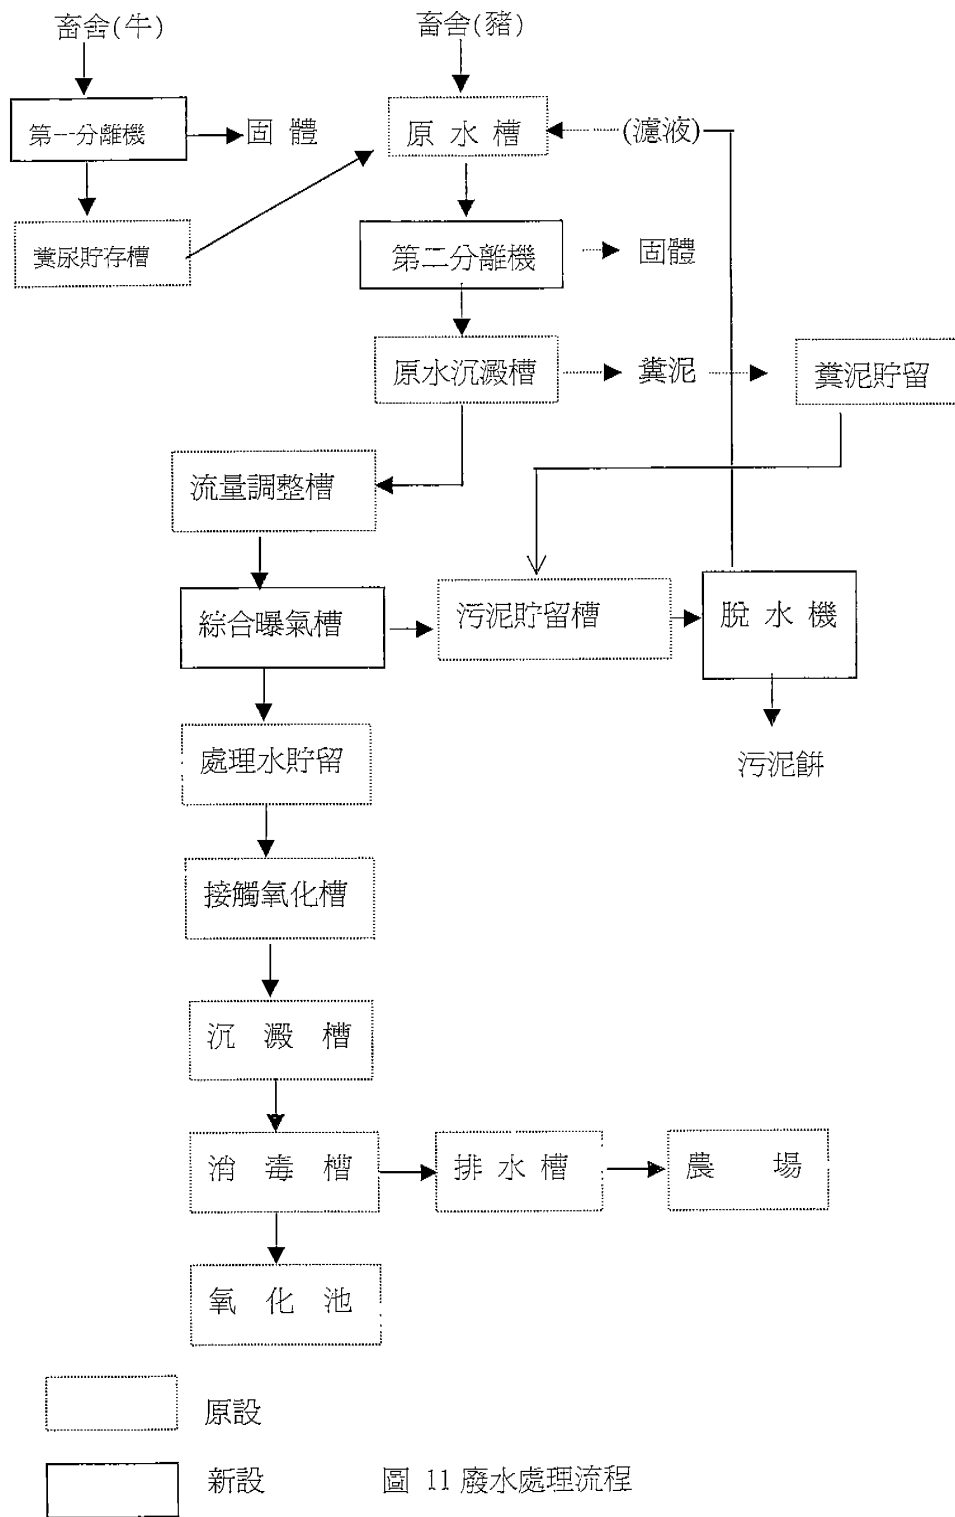 畜舍(牛)
畜舍(豬)
第一分離機
固體
原水槽
(濾液)
糞尿貯存槽
第二分離機
固體
原水沉澱槽
糞泥
糞泥貯留
流量調整槽
綜合曝氣槽
污泥貯留槽
脫水機
處理水貯留
污泥餅
接觸氧化槽
沉澱槽
消毒槽
排水槽
農場
氧化池
原設
新設
圖 11 廢水處理流程